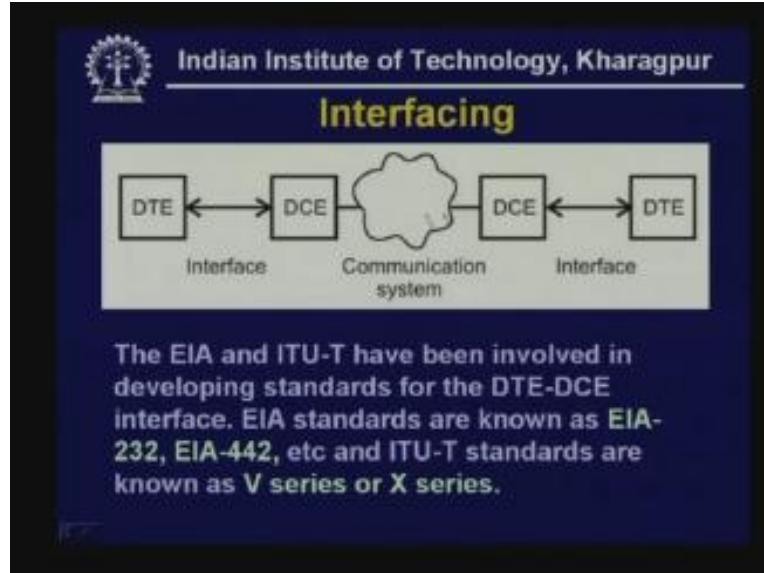 Indian Institute of Technology, Kharagpur
Interfacing
DTE DCE DCE DTE
Interface Communication Interface
system
The EIA and ITU-T have been involved in
developing standards for the DTE-DCE
interface. EIA standards are known as EIA-
232, EIA-442, etc and ITU-T standards are
known as V series or X series.